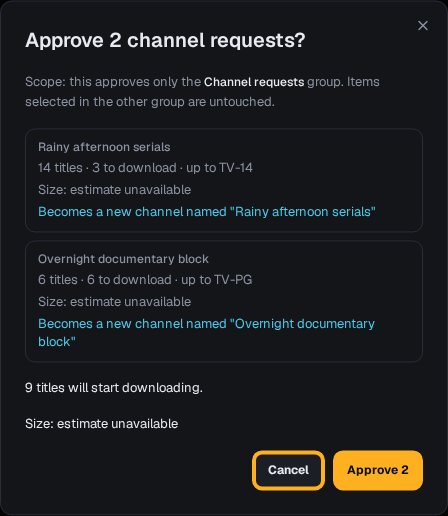 Approve 2 channel requests?
Scope: this approves only the Channel requests group. Items
selected in the other group are untouched.
Rainy afternoon serials
14 titles · 3 to download · up to TV-14
Size: estimate unavailable
Becomes a new channel named "Rainy afternoon serials"
Overnight documentary block
6 titles · 6 to download · up to TV-PG
Size: estimate unavailable
Becomes a new channel named "Overnight documentary
block"
9 titles will start downloading.
Size: estimate unavailable
Cancel
Approve 2